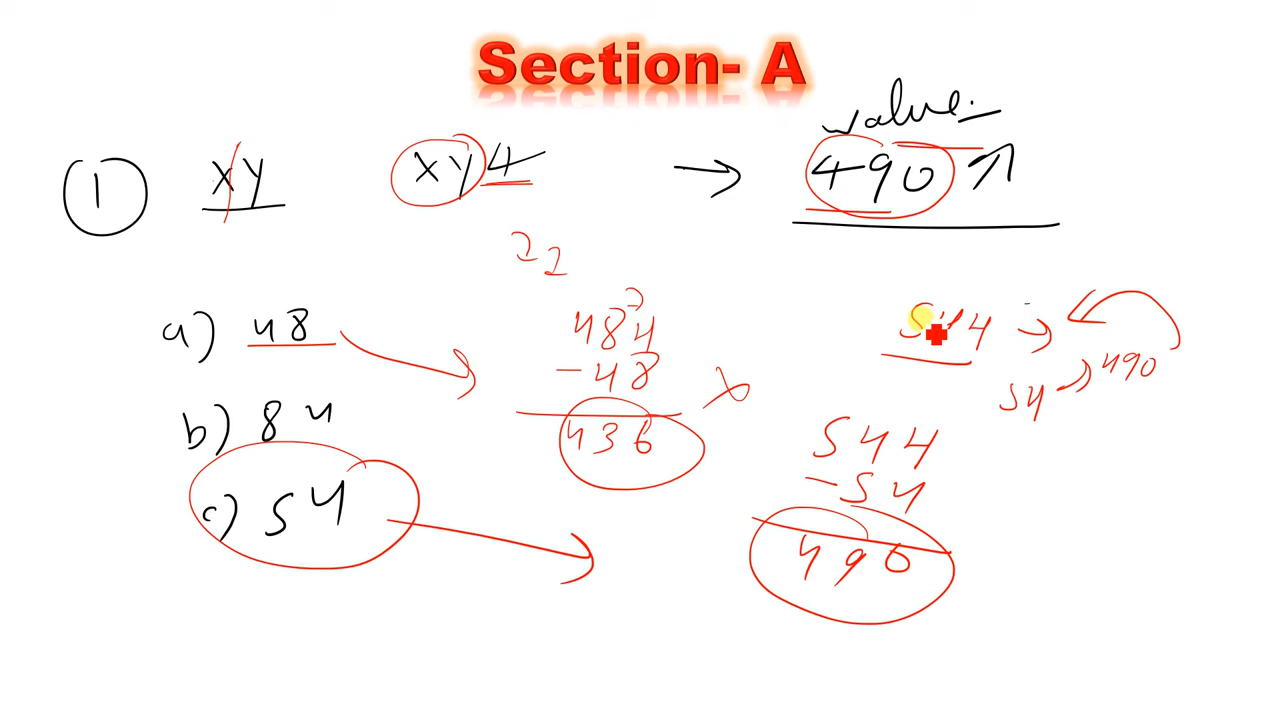 Section- A
value.
1 xy xy4 → 490 ↑
22
a) 48
484
- 48
436
x
544 →
54 → 490
b) 84
c) 54
544
- 54
490